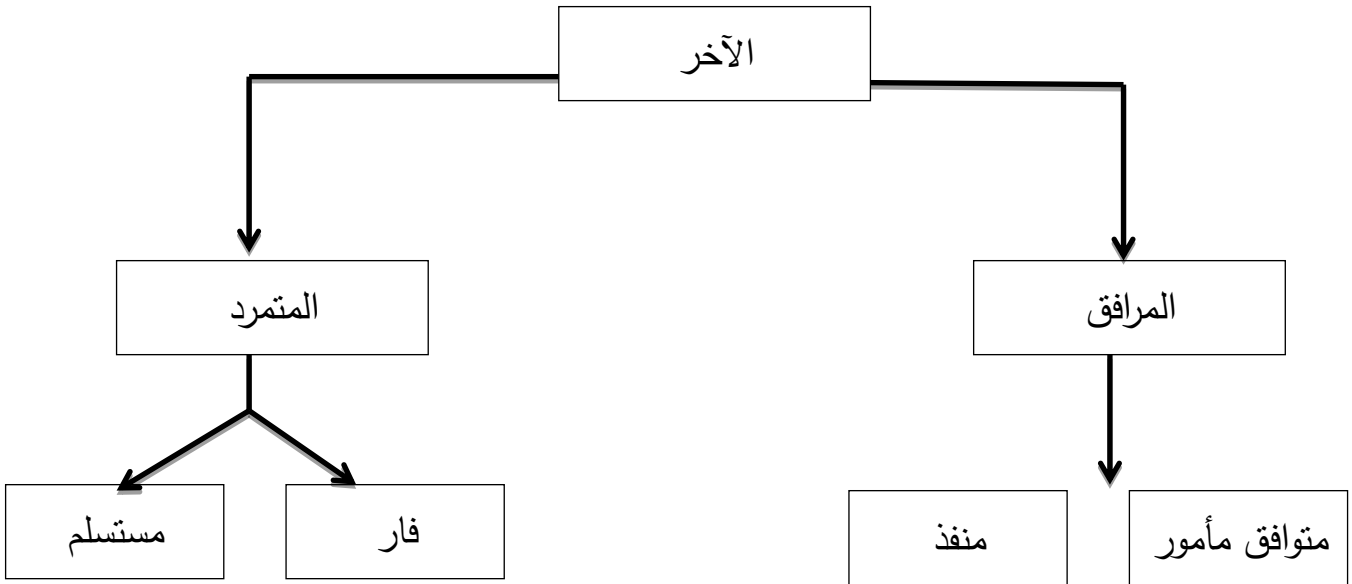 الآخر
المرافق
المتمرد
متوافق مأمور
منفذ
فار
مستسلم